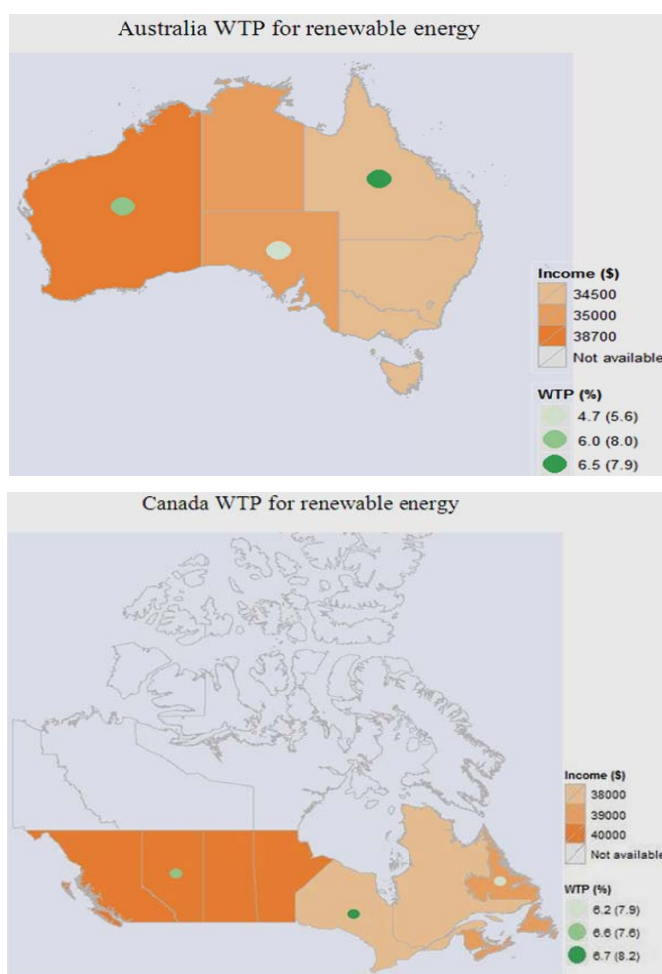 Australia WTP for renewable energy
Income ($)
34500
35000
38700
Not available
WTP (%)
4.7 (5.6)
6.0 (8.0)
6.5 (7.9)
Canada WTP for renewable energy
Income ($)
38000
39000
40000
Not available
WTP (%)
6.2 (7.9)
6.6 (7.6)
6.7 (8.2)